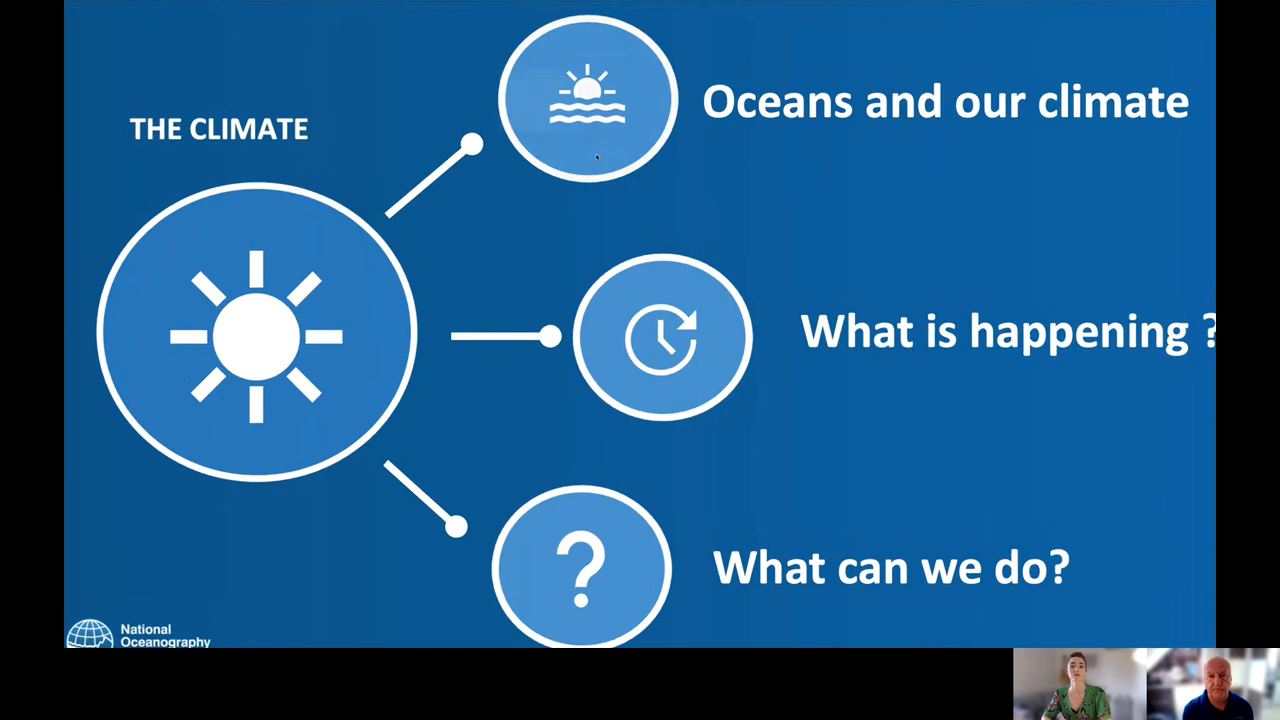 THE CLIMATE
Oceans and our climate
What is happening ?
What can we do?
National
Oceanography